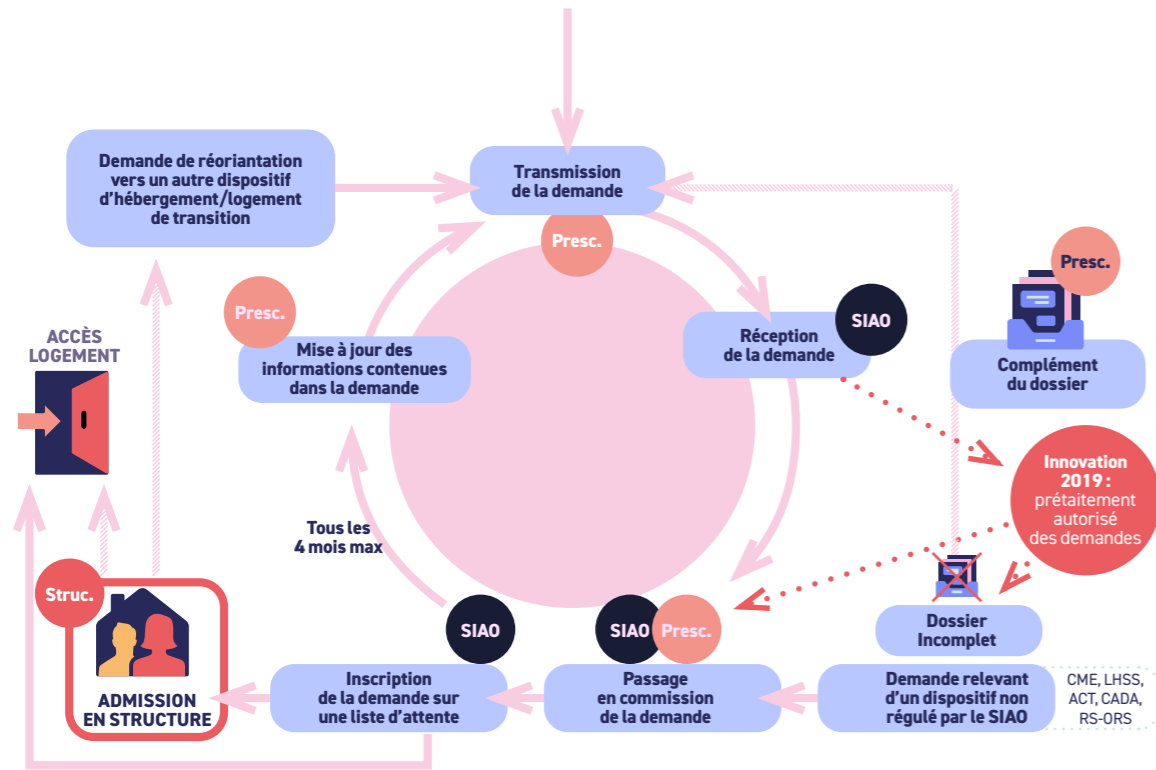 Demande de réoriantation
vers un autre dispositif
d'hébergement/logement
de transition
Transmission
de la demande
Presc.
Presc.
Mise à jour des
informations contenues
dans la demande
SIAO
Réception
de la demande
Presc.
Complément
du dossier
ACCÈS
LOGEMENT
Innovation
2019 :
prétaitement
autorisé
des demandes
Tous les
4 mois max
Struc.
ADMISSION
EN STRUCTURE
SIAO
Inscription
de la demande sur
une liste d'attente
SIAO
Presc.
Passage
en commission
de la demande
Dossier
Incomplet
Demande relevant
d'un dispositif non
régulé par le SIAO
CME, LHSS,
ACT, CADA,
RS-ORS